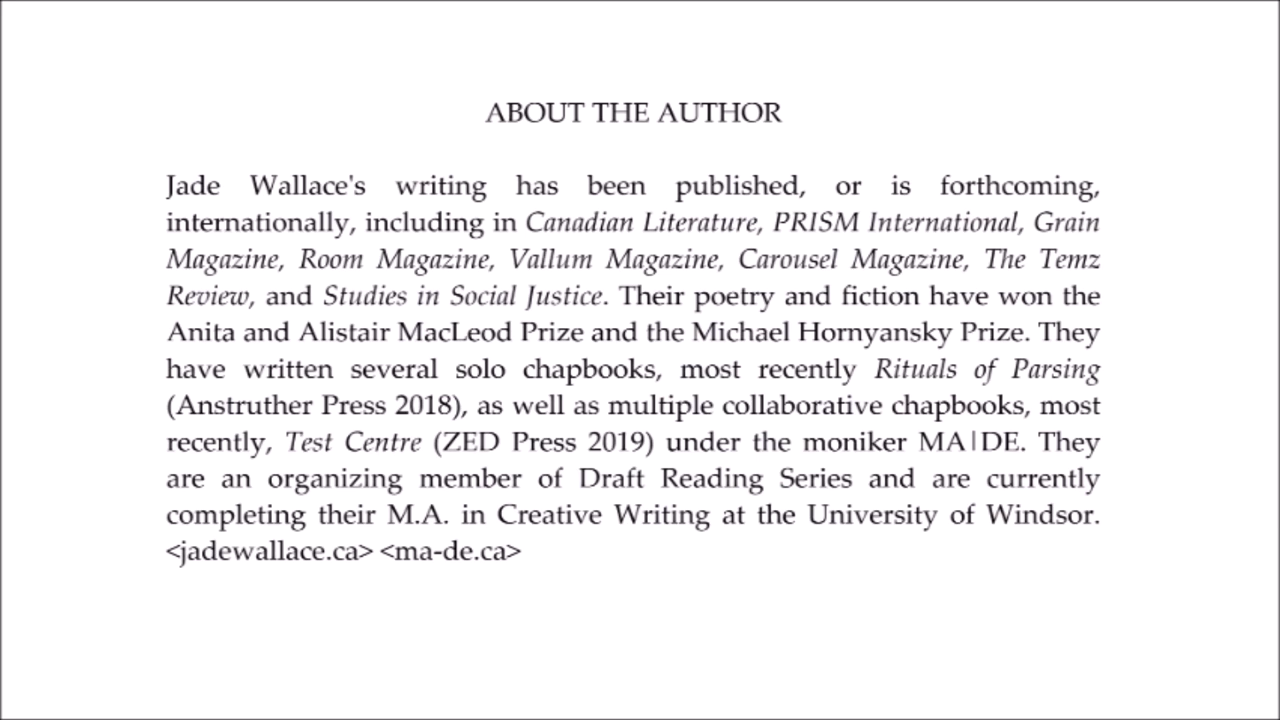 ABOUT THE AUTHOR
Jade Wallace's writing has been published, or is forthcoming,
internationally, including in Canadian Literature, PRISM International, Grain
Magazine, Room Magazine, Vallum Magazine, Carousel Magazine, The Temz
Review, and Studies in Social Justice. Their poetry and fiction have won the
Anita and Alistair MacLeod Prize and the Michael Hornyansky Prize. They
have written several solo chapbooks, most recently Rituals of Parsing
(Anstruther Press 2018), as well as multiple collaborative chapbooks, most
recently, Test Centre (ZED Press 2019) under the moniker MA|DE. They
are an organizing member of Draft Reading Series and are currently
completing their M.A. in Creative Writing at the University of Windsor.
<jadewallace.ca> <ma-de.ca>